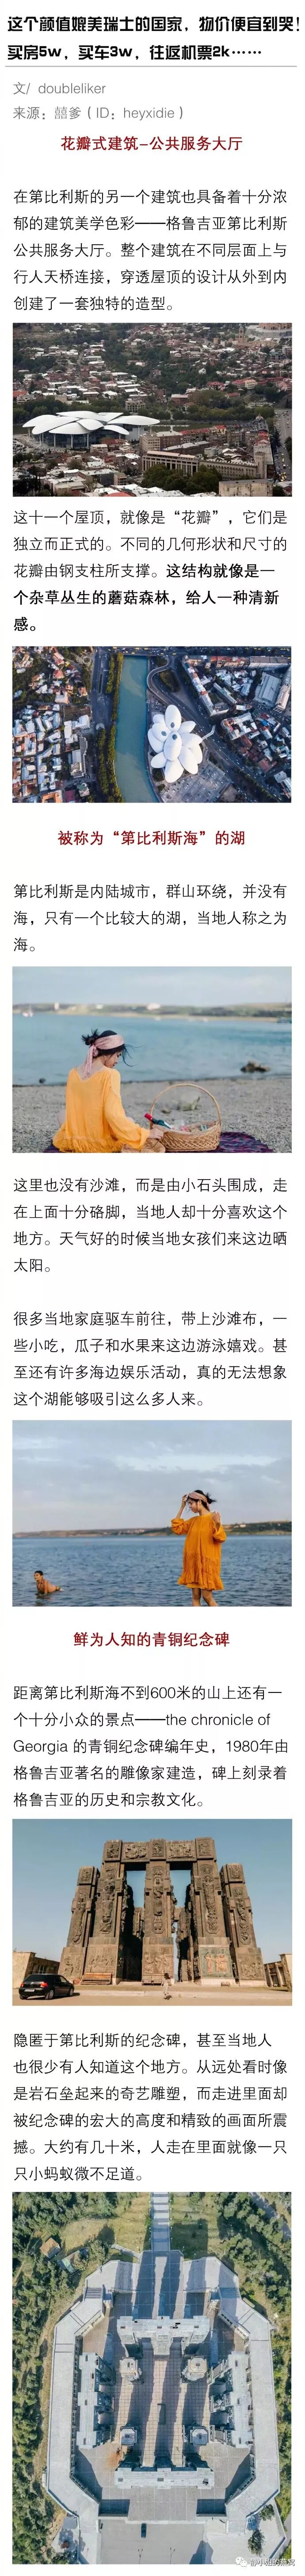 这个颜值媲美瑞士的国家，物价便宜到哭！
买房5w，买车3w，往返机票2k……
文/ doubleliker
来源：囍爹（ID：heyxidie）
花瓣式建筑-公共服务大厅
在第比利斯的另一个建筑也具备着十分浓
郁的建筑美学色彩——格鲁吉亚第比利斯
公共服务大厅。整个建筑在不同层面上与
行人天桥连接，穿透屋顶的设计从外到内
创建了一套独特的造型。
这十一个屋顶，就像是“花瓣”，它们是
独立而正式的。不同的几何形状和尺寸的
花瓣由钢支柱所支撑。这结构就像是一
个杂草丛生的蘑菇森林，给人一种清新
感。
被称为“第比利斯海”的湖
第比利斯是内陆城市，群山环绕，并没有
海，只有一个比较大的湖，当地人称之为
海。
这里也没有沙滩，而是由小石头围成，走
在上面十分硌脚，当地人却十分喜欢这个
地方。天气好的时候当地女孩们来这边晒
太阳。
很多当地家庭驱车前往，带上沙滩布，一
些小吃，瓜子和水果来这边游泳嬉戏。甚
至还有许多海边娱乐活动，真的无法想象
这个湖能够吸引这么多人来。
鲜为人知的青铜纪念碑
距离第比利斯海不到600米的山上还有一
个十分小众的景点——the chronicle of
Georgia 的青铜纪念碑编年史，1980年由
格鲁吉亚著名的雕像家建造，碑上刻录着
格鲁吉亚的历史和宗教文化。
隐匿于第比利斯的纪念碑，甚至当地人
也很少有人知道这个地方。从远处看时像
是岩石垒起来的奇艺雕塑，而走进里面却
被纪念碑的宏大的高度和精致的画面所震
撼。大约有几十米，人走在里面就像一只
只小蚂蚁微不足道。